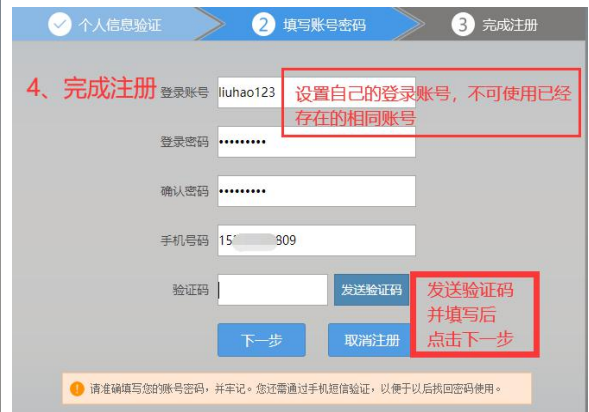 个人信息验证
2 填写账号密码
3 完成注册
4、完成注册
登录账号 liuhao123
设置自己的登录账号，不可使用已经
存在的相同账号
登录密码 •••••••••
确认密码 •••••••••
手机号码 15 809
验证码
发送验证码
发送验证码
并填写后
点击下一步
下一步
取消注册
请准确填写您的账号密码，并牢记。您还需通过手机短信验证，以便于以后找回密码使用。